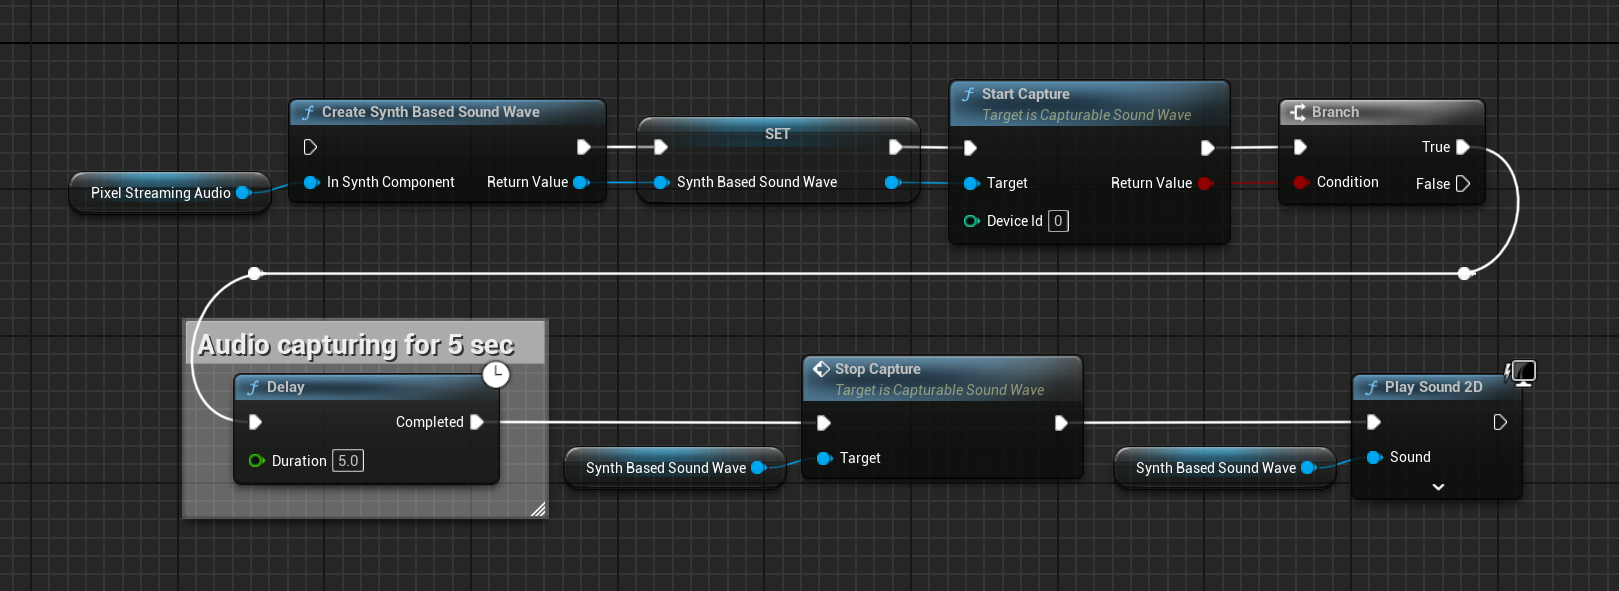 Create Synth Based Sound Wave
Pixel Streaming Audio
In Synth Component
Return Value
SET
Synth Based Sound Wave
Start Capture
Target is Capturable Sound Wave
Target
Return Value
Device Id 0
Branch
True
Condition
False
Audio capturing for 5 sec
Delay
Completed
Duration 5.0
Synth Based Sound Wave
Stop Capture
Target is Capturable Sound Wave
Target
Synth Based Sound Wave
Play Sound 2D
Sound